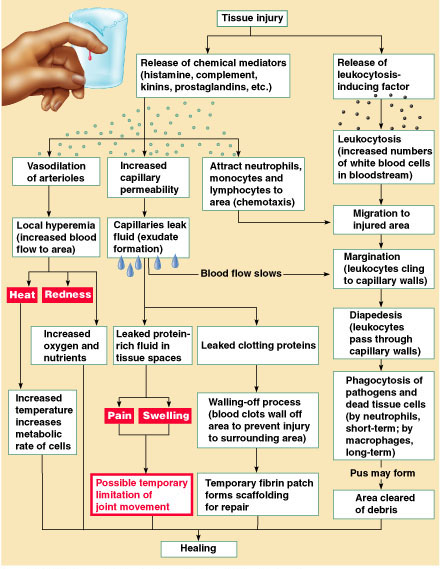 Tissue injury
Release of chemical mediators
(histamine, complement,
kinins, prostaglandins, etc.)
Release of
leukocytosis-
inducing factor
Leukocytosis
(increased numbers
of white blood cells
in bloodstream)
Vasodilation
of arterioles
Increased
capillary
permeability
Attract neutrophils,
monocytes and
lymphocytes to
area (chemotaxis)
Migration to
injured area
Local hyperemia
(increased blood
flow to area)
Capillaries leak
fluid (exudate
formation)
Blood flow slows
Margination
(leukocytes cling
to capillary walls)
Heat
Redness
Diapedesis
(leukocytes
pass through
capillary walls)
Increased
oxygen and
nutrients
Leaked protein-
rich fluid in
tissue spaces
Leaked clotting proteins
Phagocytosis of
pathogens and
dead tissue cells
(by neutrophils,
short-term; by
macrophages,
long-term)
Increased
temperature
increases
metabolic
rate of cells
Pain
Swelling
Walling-off process
(blood clots wall off
area to prevent injury
to surrounding area)
Pus may form
Possible temporary
limitation of
joint movement
Temporary fibrin patch
forms scaffolding
for repair
Area cleared
of debris
Healing